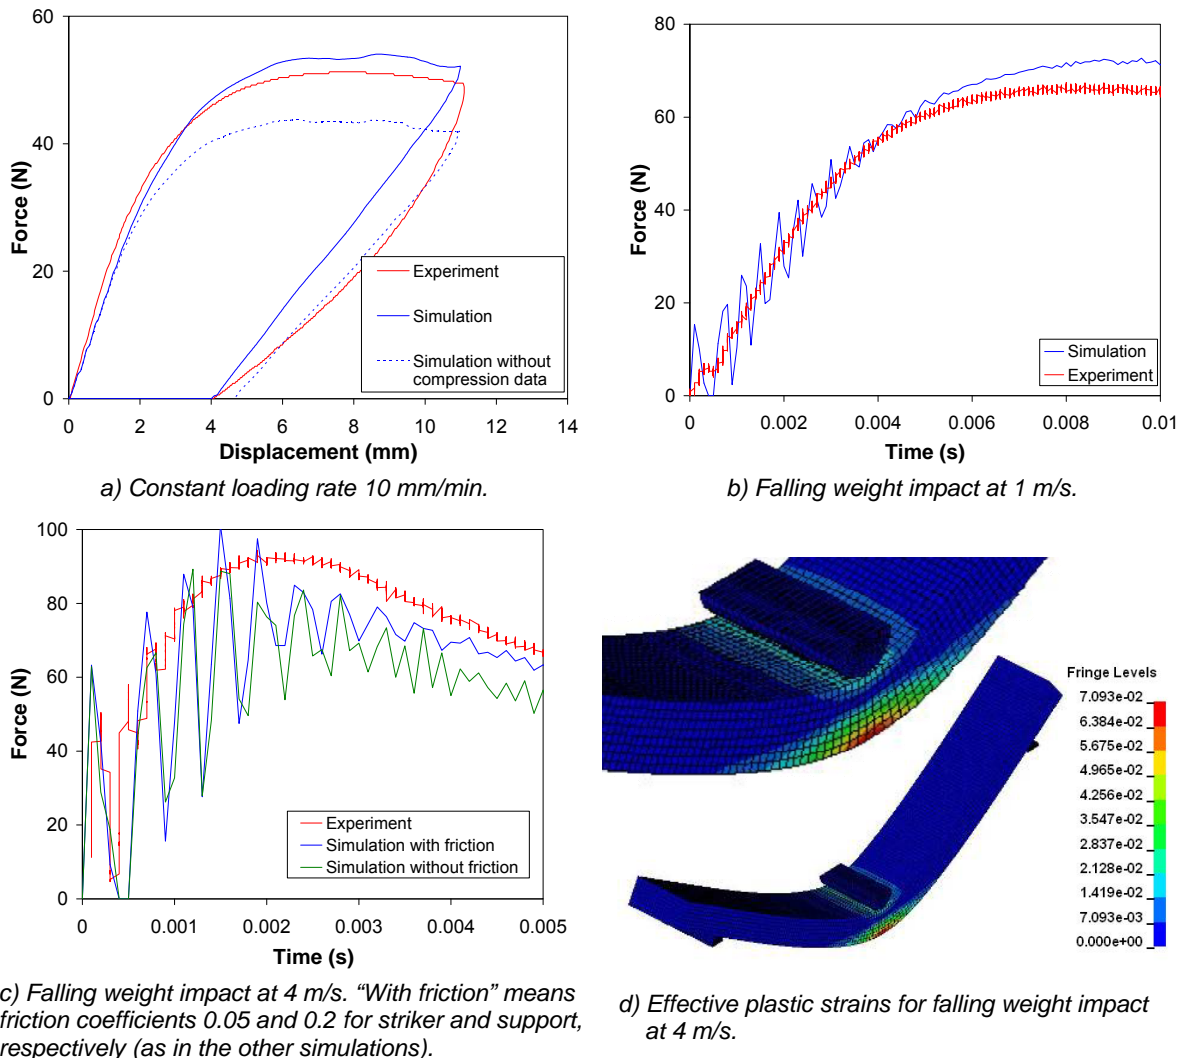 60
40
20
0
Force (N)
0 2 4 6 8 10 12 14
Displacement (mm)
Experiment
Simulation
Simulation without
compression data
a) Constant loading rate 10 mm/min.
80
60
40
20
0
Force (N)
0 0.002 0.004 0.006 0.008 0.01
Time (s)
Simulation
Experiment
b) Falling weight impact at 1 m/s.
100
80
60
40
20
0
Force (N)
0 0.001 0.002 0.003 0.004 0.005
Time (s)
Experiment
Simulation with friction
Simulation without friction
c) Falling weight impact at 4 m/s. “With friction” means
friction coefficients 0.05 and 0.2 for striker and support,
respectively (as in the other simulations).
Fringe Levels
7.093e-02
6.384e-02
5.675e-02
4.965e-02
4.256e-02
3.547e-02
2.837e-02
2.128e-02
1.419e-02
7.093e-03
0.000e+00
d) Effective plastic strains for falling weight impact
at 4 m/s.